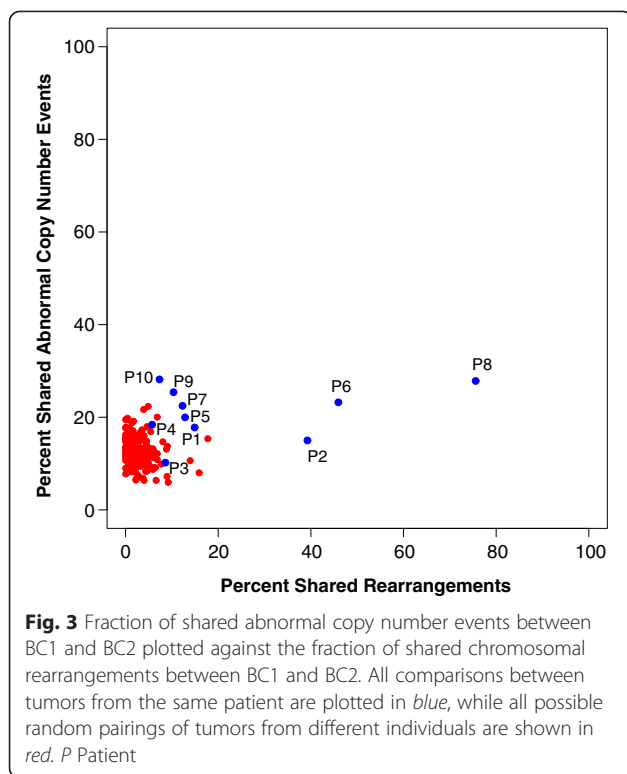 100
80
60
40
20
0
Percent Shared Abnormal Copy Number Events
P10
P9
P8
P7
P6
P5
P4
P1
P2
P3
0 20 40 60 80 100
Percent Shared Rearrangements
Fig. 3 Fraction of shared abnormal copy number events between
BC1 and BC2 plotted against the fraction of shared chromosomal
rearrangements between BC1 and BC2. All comparisons between
tumors from the same patient are plotted in blue, while all possible
random pairings of tumors from different individuals are shown in
red. P Patient